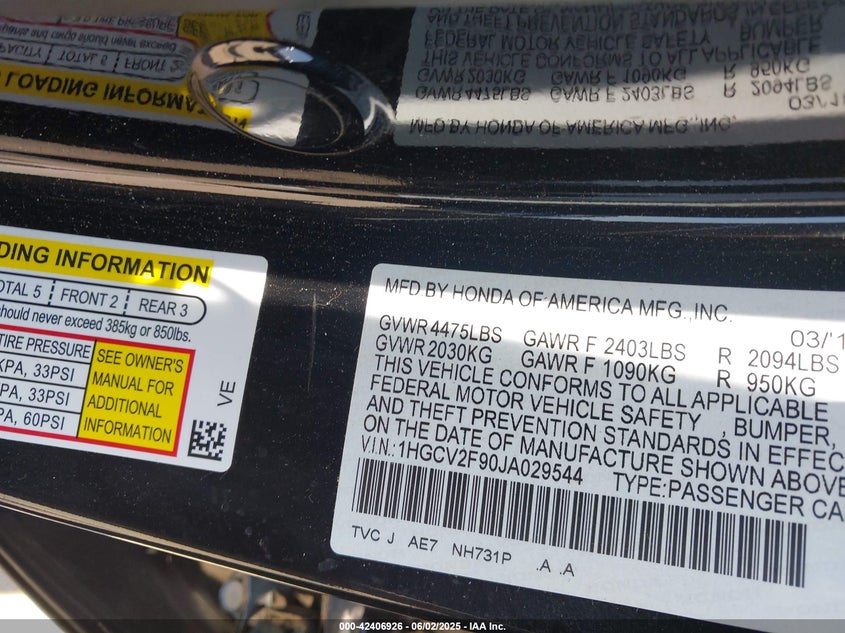 DING INFORMATION
OTAL 5 FRONT 2 REAR 3
should never exceed 385kg or 850lbs.
TIRE PRESSURE
KPA, 33PSI
PA, 33PSI
PA, 60PSI
SEE OWNER'S
MANUAL FOR
ADDITIONAL
INFORMATION
VE
MFD.BY HONDA OF AMERICA MFG.,INC. 03/1
GVWR 4475LBS GAWR F 2403LBS R 2094LBS
GVWR 2030KG GAWR F 1090KG R 950KG
THIS VEHICLE CONFORMS TO ALL APPLICABLE
FEDERAL MOTOR VEHICLE SAFETY , BUMPER,
AND THEFT PREVENTION STANDARDS IN EFFEC
ON THE DATE OF MANUFACTURE SHOWN ABOVE
V.I.N.: 1HGCV2F90JA029544 TYPE:PASSENGER CA
TVC J AE7 NH731P .A .A
000-42406926 - 06/02/2025 - IAA Inc.